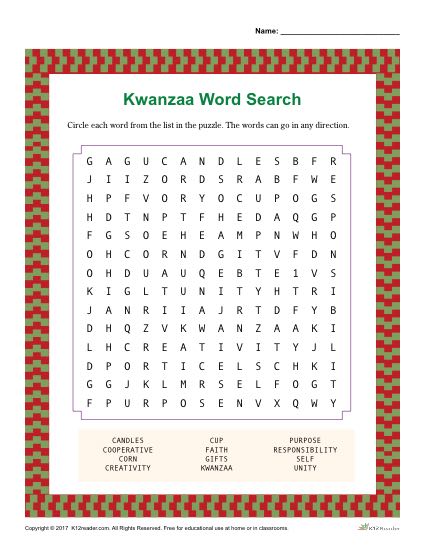 Name: ______________________________
Kwanzaa Word Search
Circle each word from the list in the puzzle. The words can go in any direction.
G A G U C A N D L E S B F R
J I I Z O R D S R A B F W E
H P F V O R Y O C U P O G S
H D T N P T F H E D A Q G P
F G S O E H E A M P N W H O
O H C O R N D G I T V F D N
O H D U A U Q E B T E 1 V S
K I G L T U N I T Y H T R I
J A N R I I A J R T D F Y B
D H Q Z V K W A N Z A A K I
L H C R E A T I V I T Y J L
D P O R T I C E L S C H K I
G G J K L M R S E L F O G T
F P U R P O S E N V X Q W Y
CANDLES CUP PURPOSE
COOPERATIVE FAITH RESPONSIBILITY
CORN GIFTS SELF
CREATIVITY KWANZAA UNITY
Copyright © 2017 K12reader.com. All Rights Reserved. Free for educational use at home or in classrooms.
K12Reader